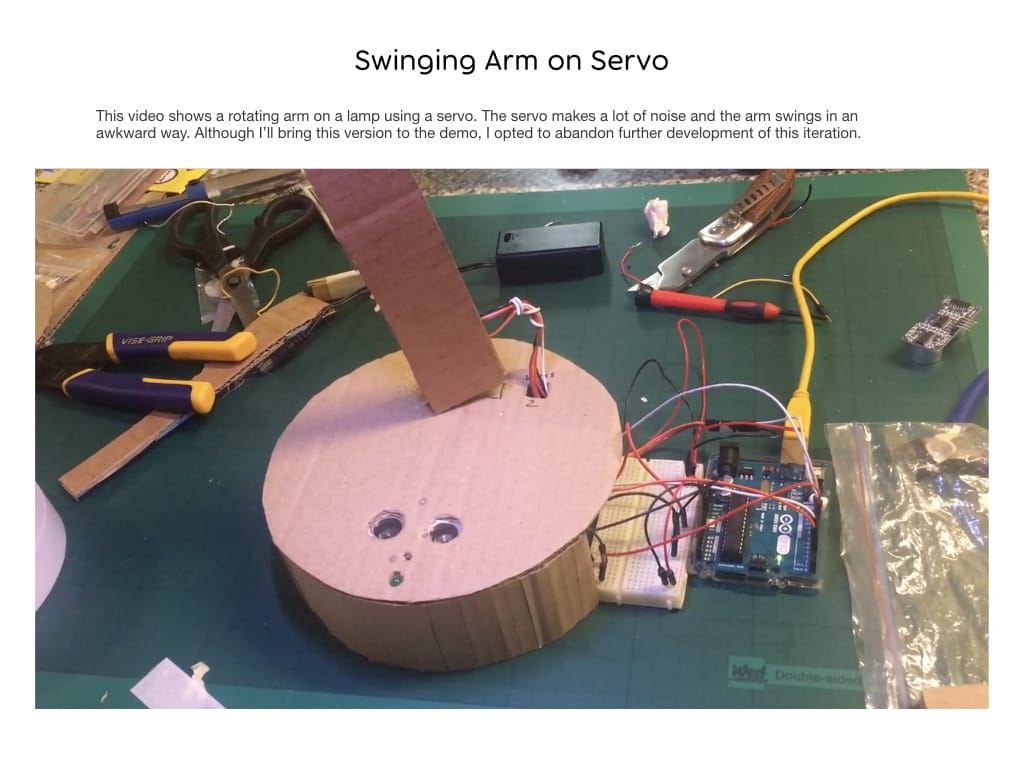 Swinging Arm on Servo
This video shows a rotating arm on a lamp using a servo. The servo makes a lot of noise and the arm swings in an
awkward way. Although I’ll bring this version to the demo, I opted to abandon further development of this iteration.
VISE-GRIP
2
Double-sided